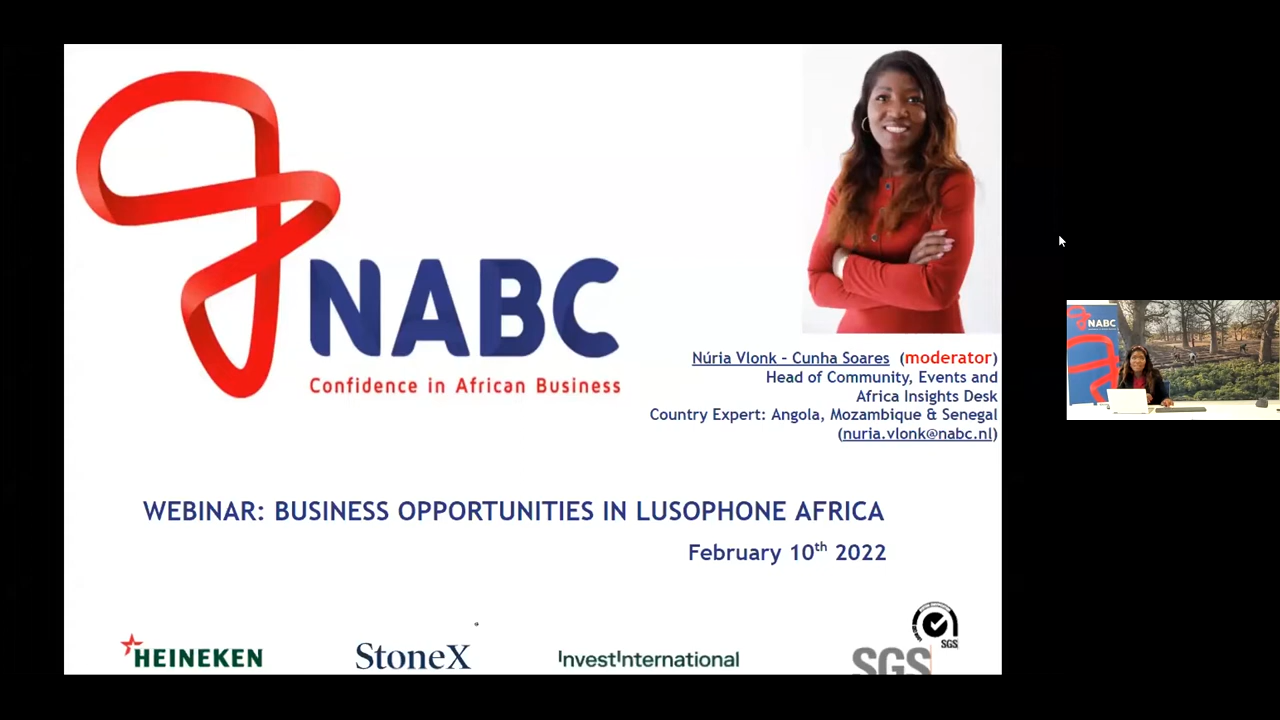 NABC
Confidence in African Business
Núria Vlonk - Cunha Soares (moderator)
Head of Community, Events and
Africa Insights Desk
Country Expert: Angola, Mozambique & Senegal
(nuria.vlonk@nabc.nl)
NABC
WEBINAR: BUSINESS OPPORTUNITIES IN LUSOPHONE AFRICA
February 10th 2022
HEINEKEN
StoneX
InvestInternational
SGS
SGS